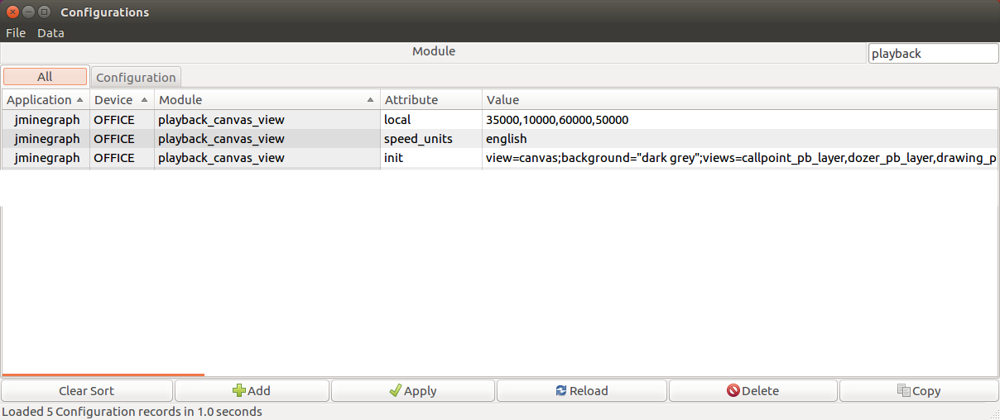 Configurations
File Data
Module playback
All Configuration
Application Device Module Attribute Value
jminegraph OFFICE playback_canvas_view local 35000,10000,60000,50000
jminegraph OFFICE playback_canvas_view speed_units english
jminegraph OFFICE playback_canvas_view init view=canvas;background="dark grey";views=callpoint_pb_layer,dozer_pb_layer,drawing_p
Clear Sort Add Apply Reload Delete Copy
Loaded 5 Configuration records in 1.0 seconds